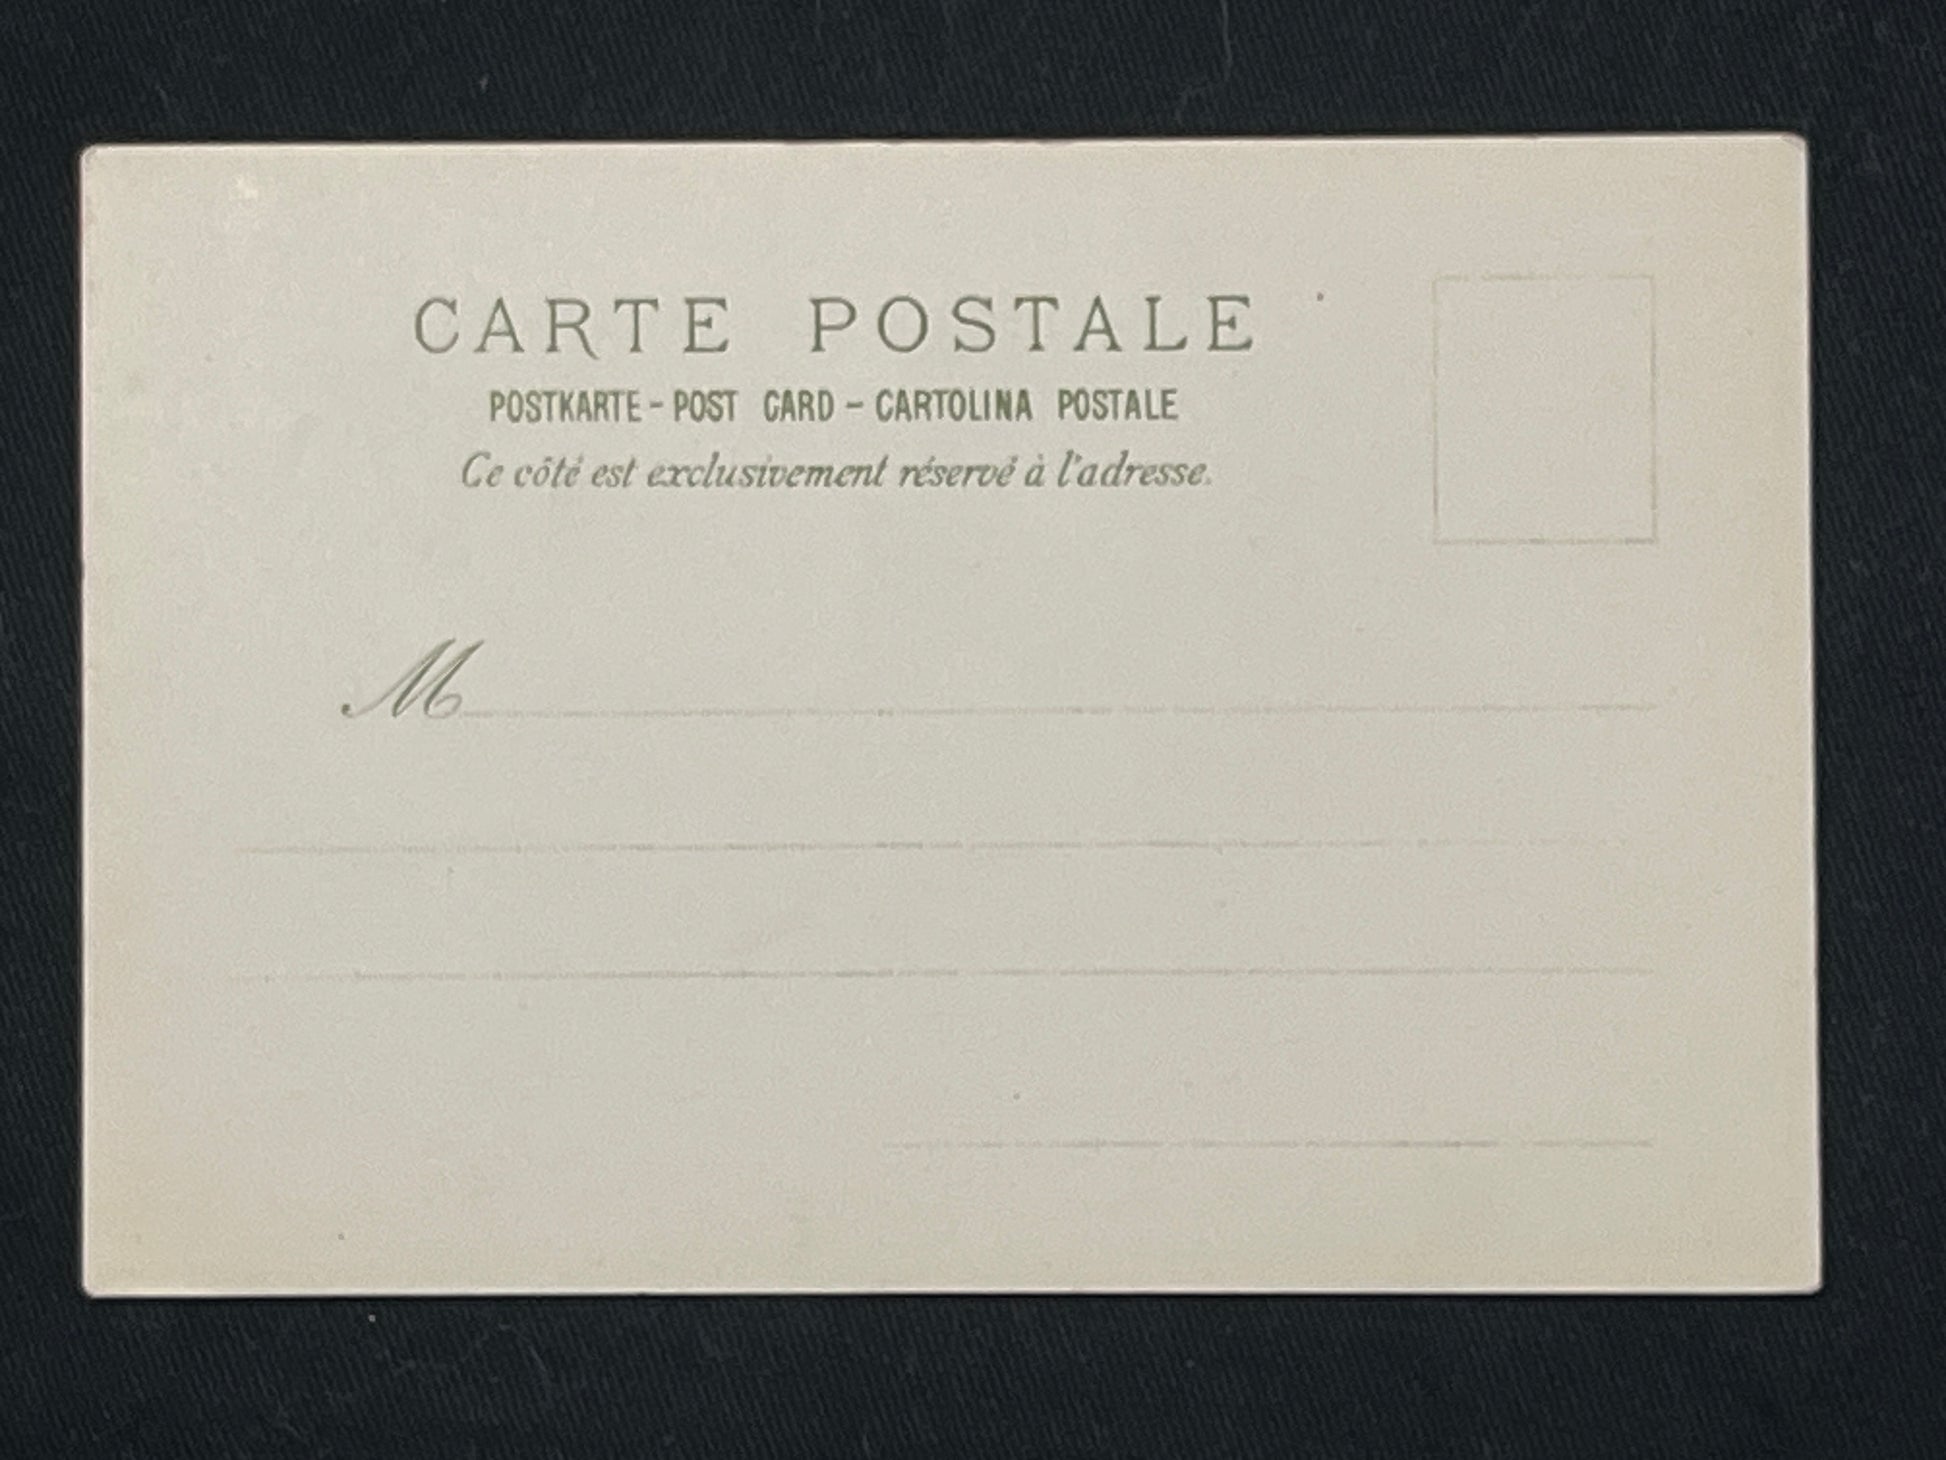 CARTE POSTALE
POSTKARTE - POST CARD - CARTOLINA POSTALE
Ce côté est exclusivement réservé à l'adresse.
M